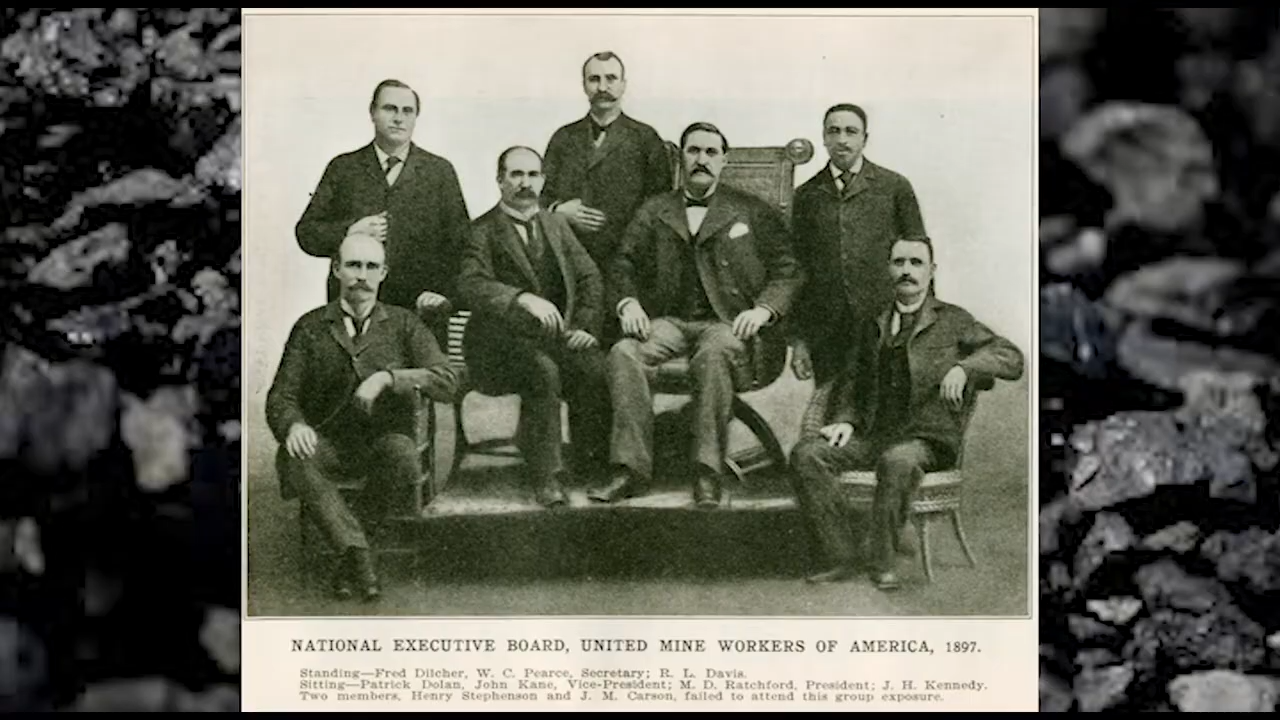 NATIONAL EXECUTIVE BOARD, UNITED MINE WORKERS OF AMERICA, 1897.
Standing—Fred Dilcher, W. C. Pearce, Secretary; R. L. Davis.
Sitting—Patrick Dolan, John Kane, Vice-President; M. D. Ratchford, President; J. H. Kennedy.
Two members, Henry Stephenson and J. M. Carson, failed to attend this group exposure.